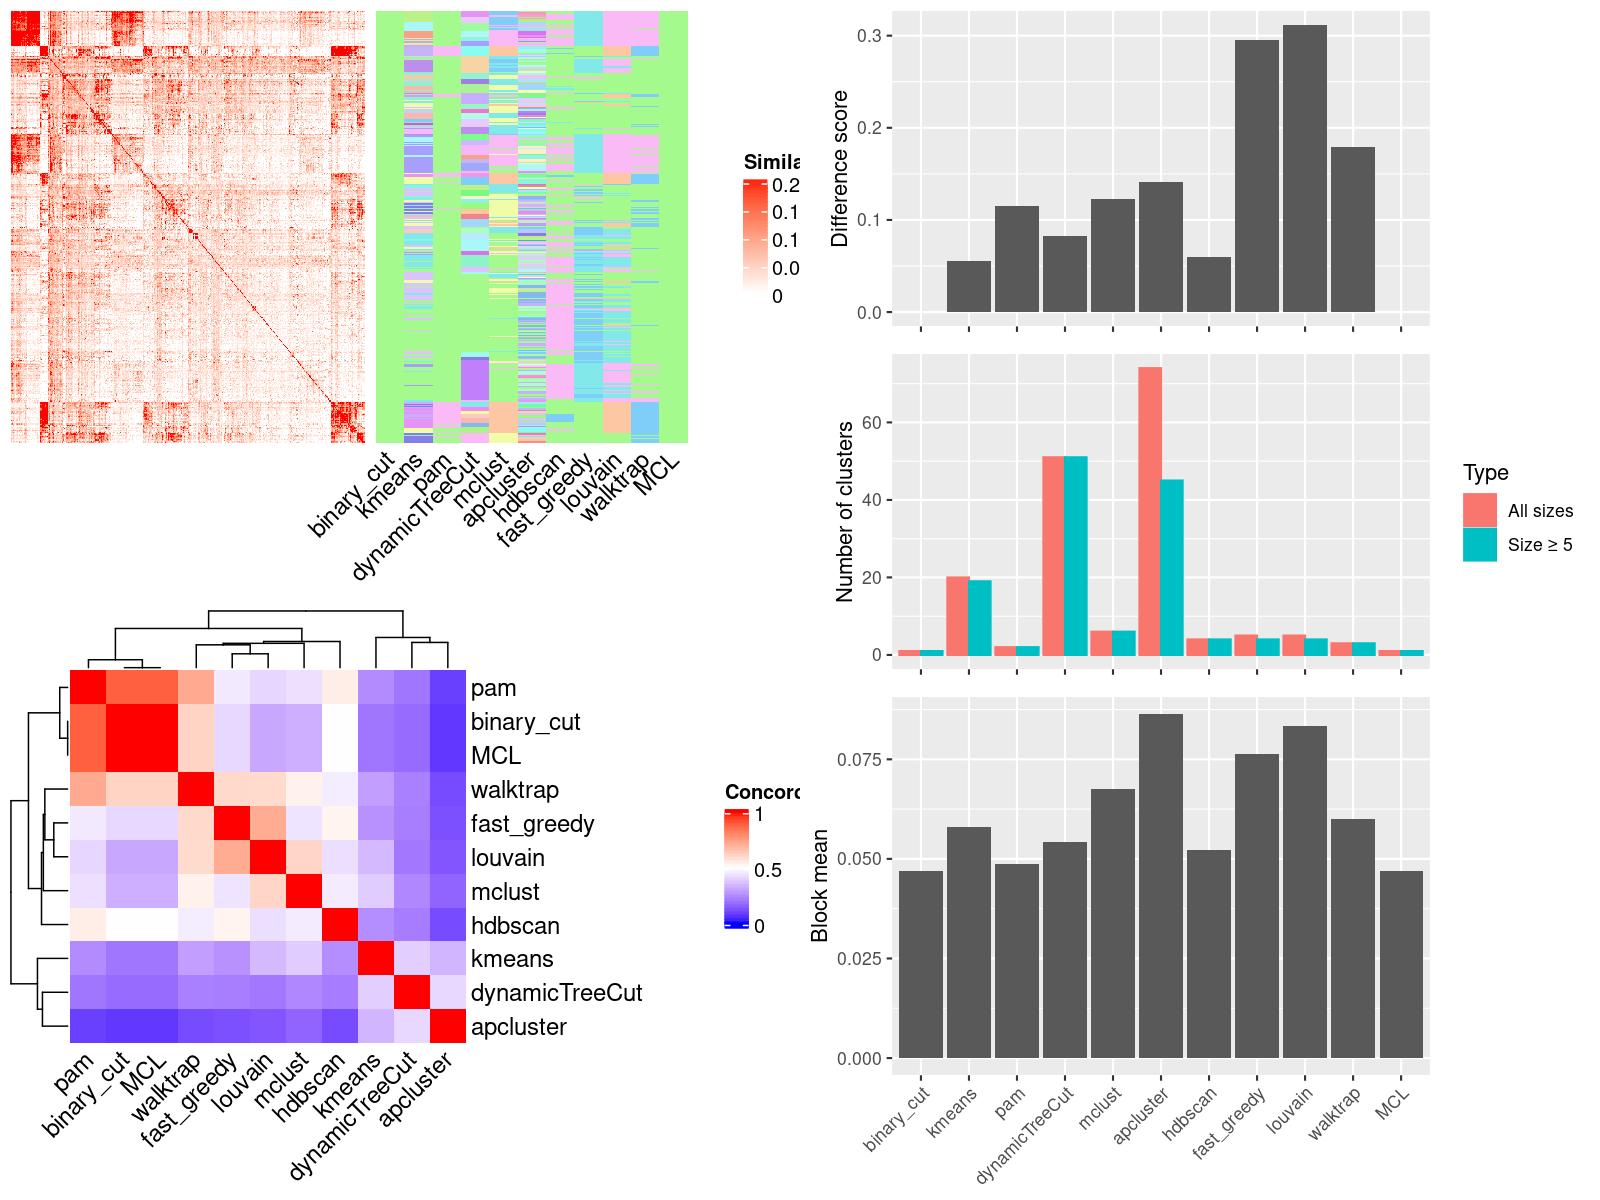 Simila
0.2
0.1
0.1
0.0
0
binary_cut
kmeans
pam
dynamicTreeCut
mclust
apcluster
hdbscan
fast_greedy
louvain
walktrap
MCL
pam
binary_cut
MCL
walktrap
fast_greedy
louvain
mclust
hdbscan
kmeans
dynamicTreeCut
apcluster
pam
binary_cut
MCL
walktrap
fast_greedy
louvain
mclust
hdbscan
kmeans
dynamicTreeCut
apcluster
Concord
1
0.5
0
Difference score
0.3
0.2
0.1
0.0
Number of clusters
60
40
20
0
Type
All sizes
Size ≥ 5
Block mean
0.075
0.050
0.025
0.000
binary_cut
kmeans
pam
dynamicTreeCut
mclust
apcluster
hdbscan
fast_greedy
louvain
walktrap
MCL